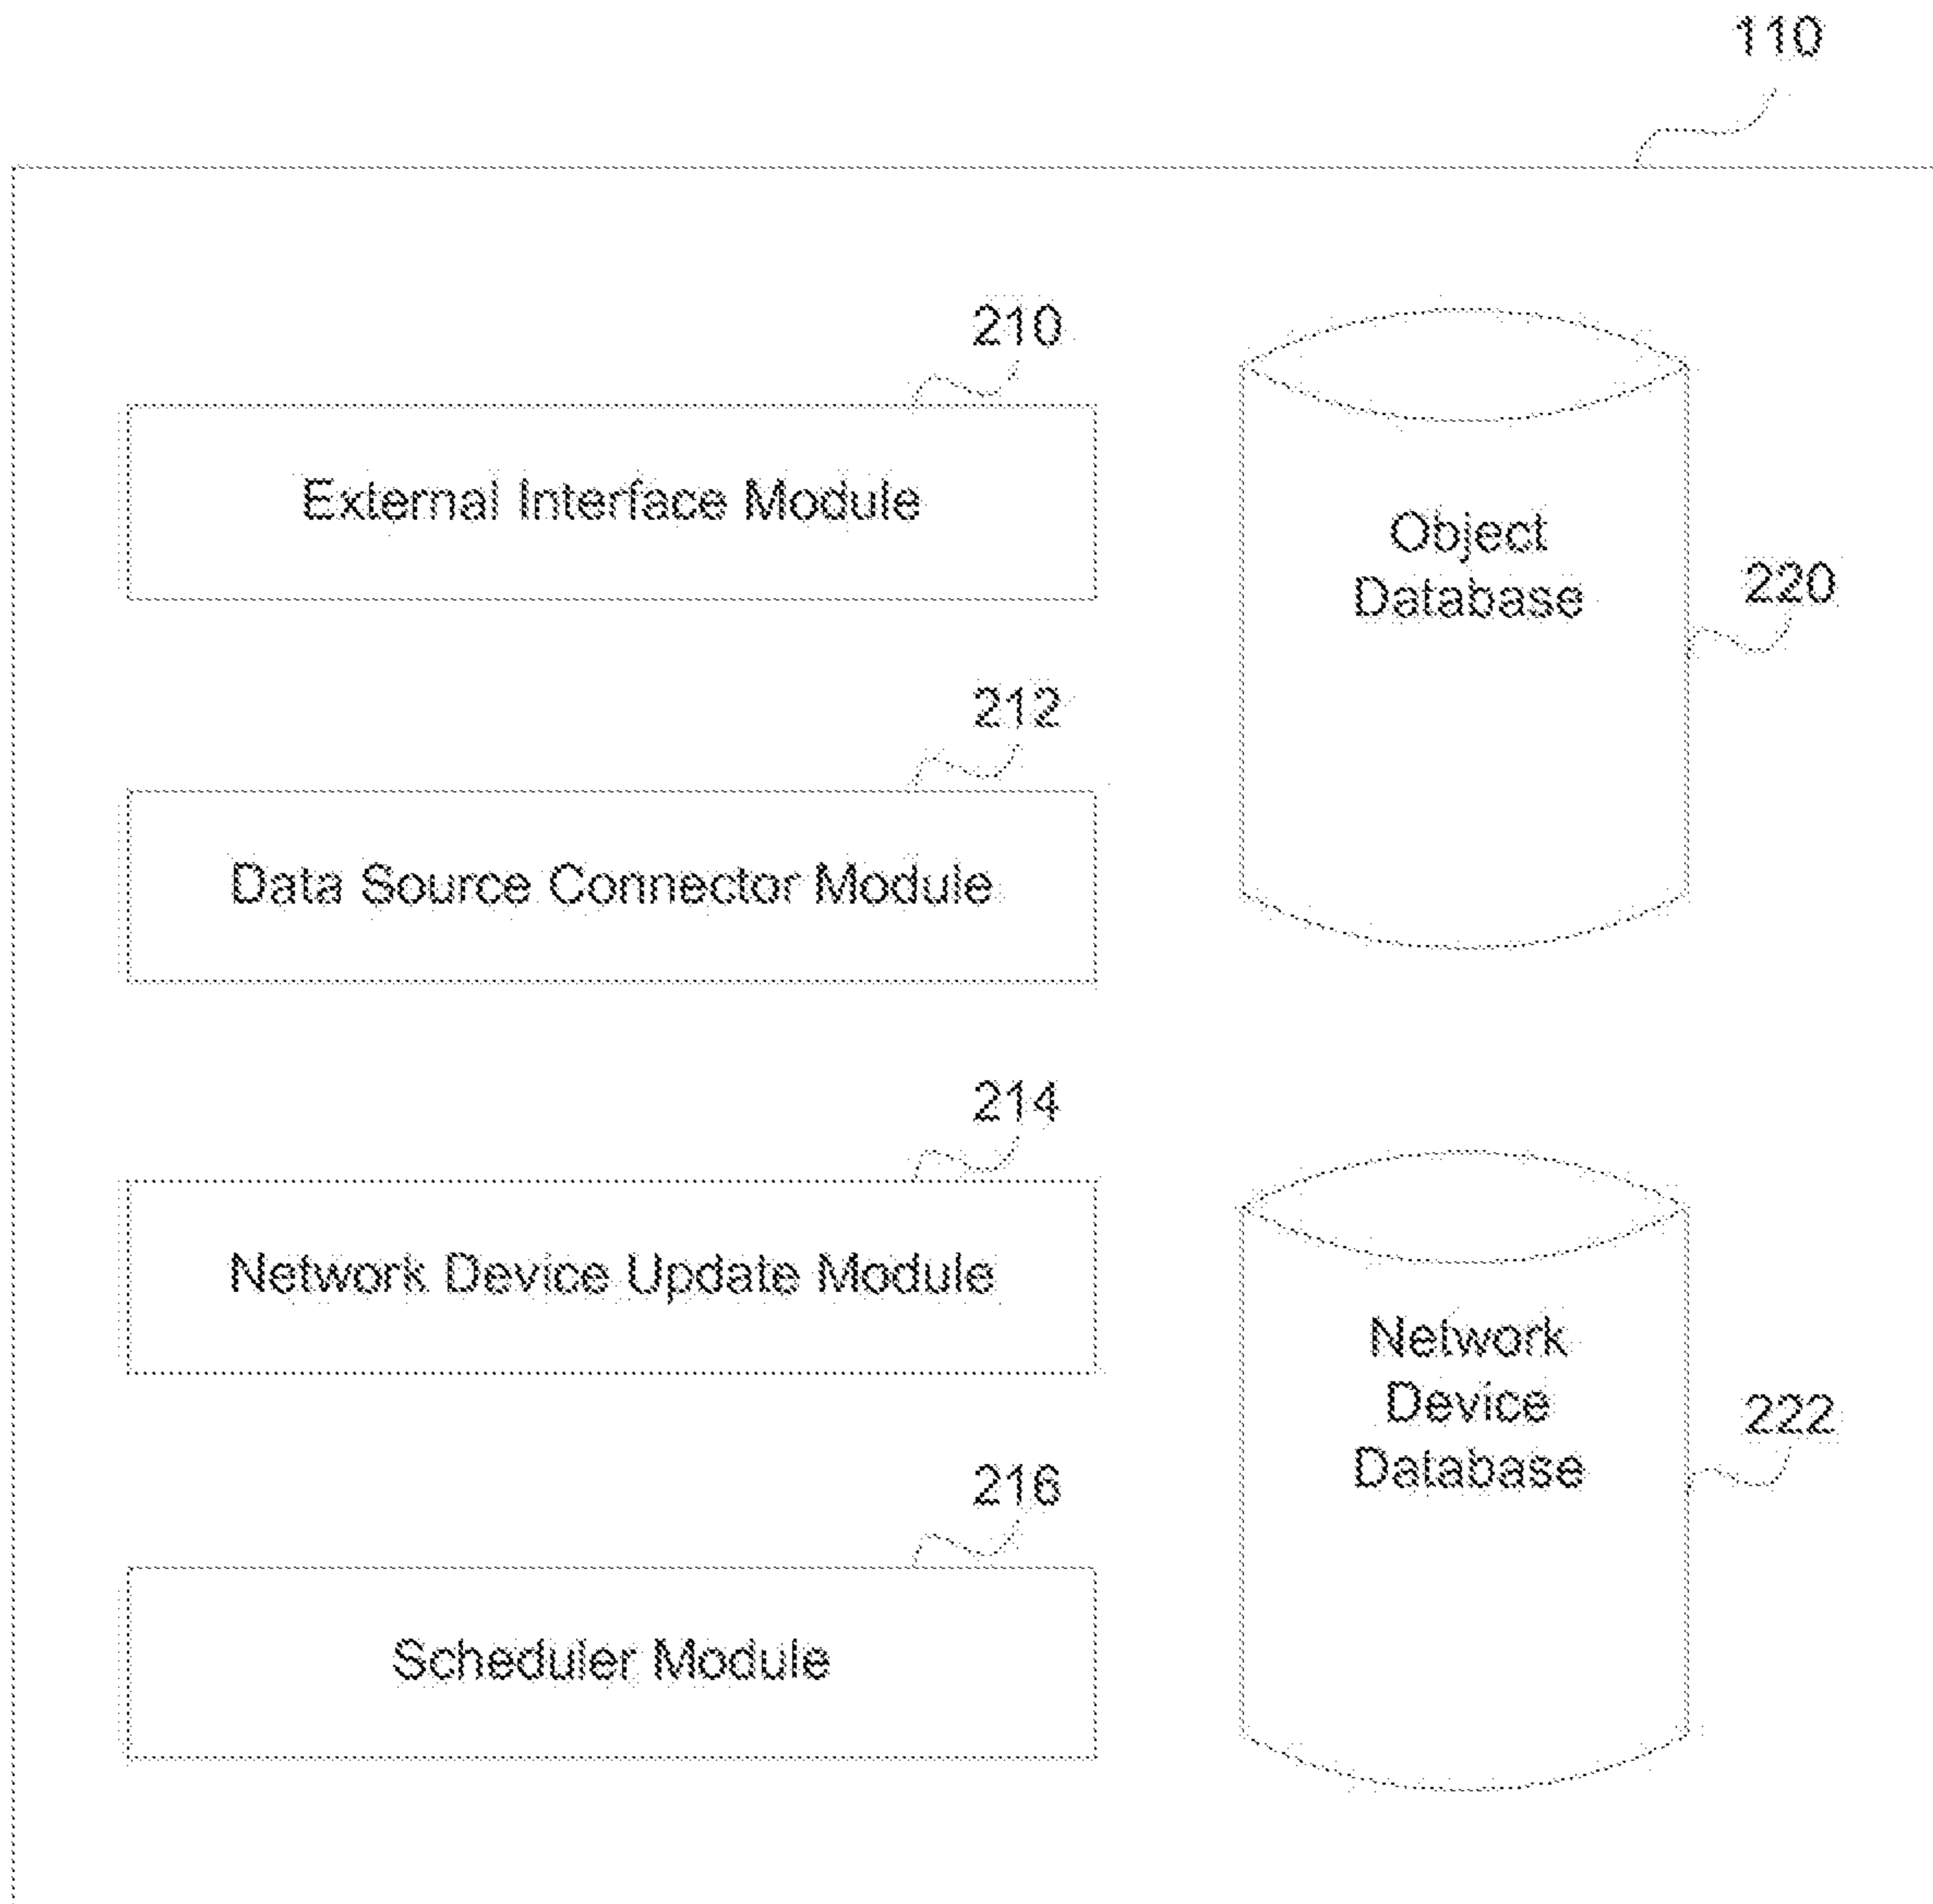 110
210
External Interface Module
Object
Database
220
212
Data Source Connector Module
214
Network Device Update Module
Network
Device
Database
222
216
Scheduler Module